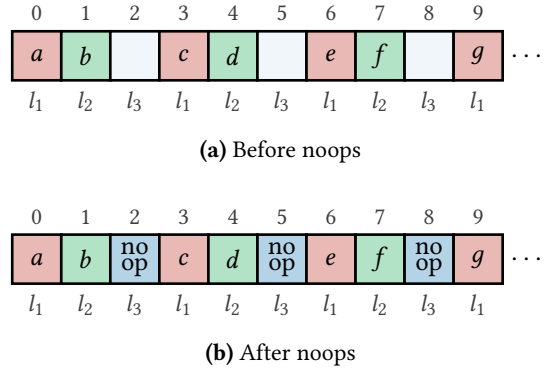 0 1 2 3 4 5 6 7 8 9
a b c d e f g ...
l1 l2 l3 l1 l2 l3 l1 l2 l3 l1
(a) Before noops
0 1 2 3 4 5 6 7 8 9
a b no op c d no op e f no op g ...
l1 l2 l3 l1 l2 l3 l1 l2 l3 l1
(b) After noops